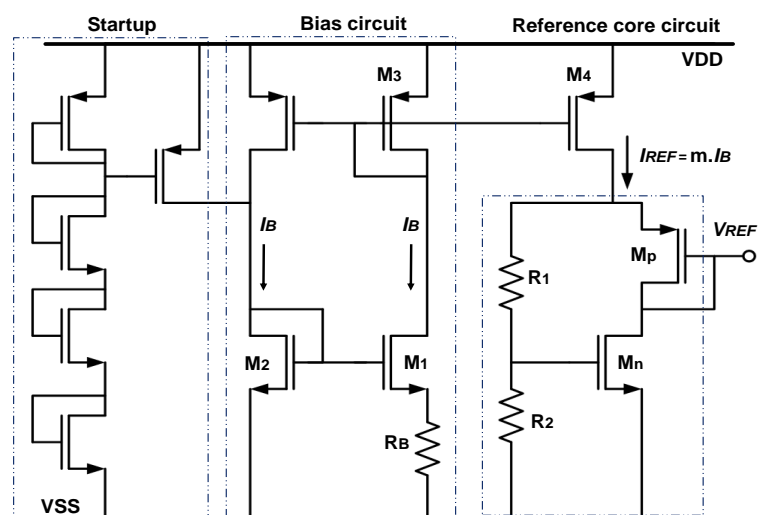 Startup
Bias circuit
Reference core circuit
VDD
M3
M4
IREF = m.IB
IB
IB
VREF
Mp
R1
M2
M1
Mn
RB
R2
VSS